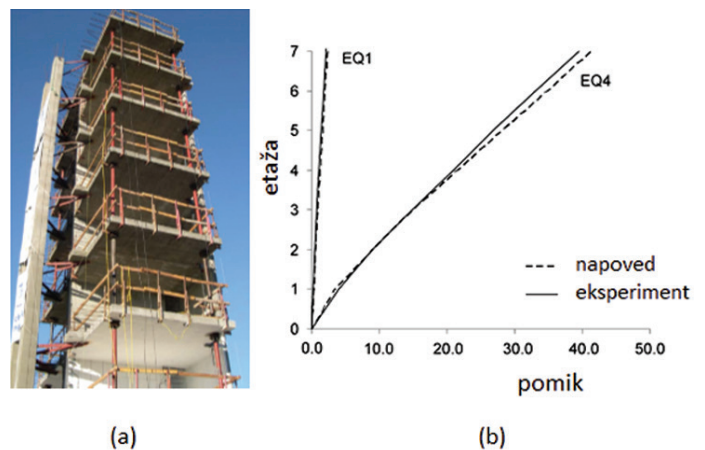 7
6
5
4
3
2
1
0
etaža
EQ1
EQ4
napoved
eksperiment
0.0 10.0 20.0 30.0 40.0 50.0
pomik
(a) (b)